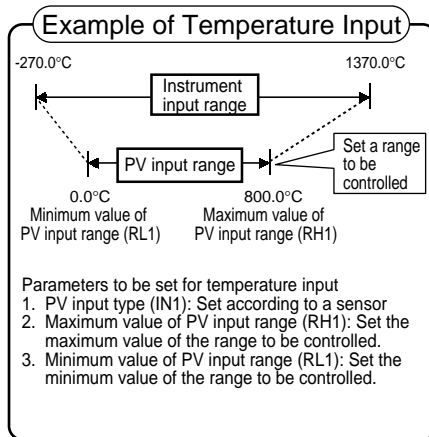 Example of Temperature Input
-270.0°C 1370.0°C
Instrument
input range
PV input range
Set a range
to be
controlled
0.0°C 800.0°C
Minimum value of Maximum value of
PV input range (RL1) PV input range (RH1)
Parameters to be set for temperature input
1. PV input type (IN1): Set according to a sensor
2. Maximum value of PV input range (RH1): Set the
maximum value of the range to be controlled.
3. Minimum value of PV input range (RL1): Set the
minimum value of the range to be controlled.